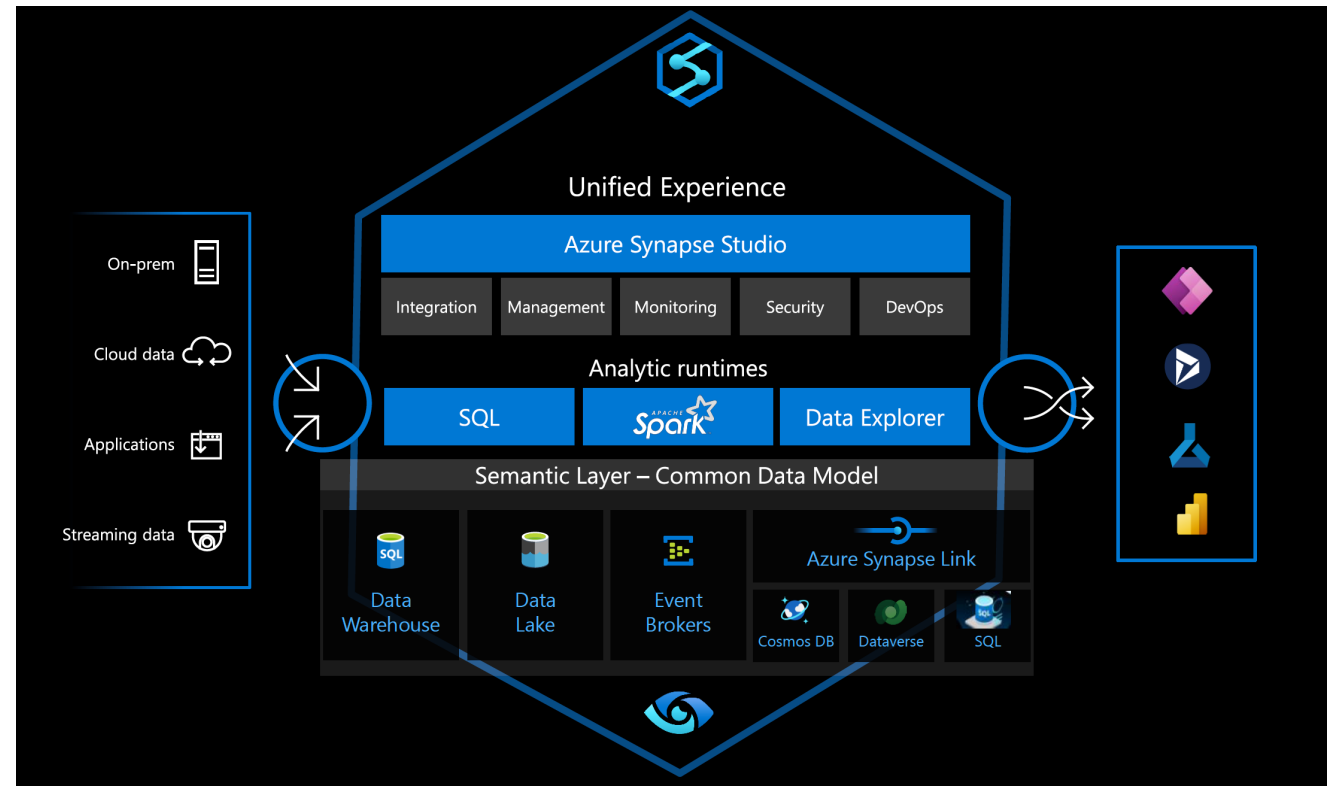 Unified Experience
Azure Synapse Studio
Integration
Management
Monitoring
Security
DevOps
On-prem
Cloud data
Applications
Streaming data
Analytic runtimes
SQL
APACHE
Spark
Data Explorer
Semantic Layer – Common Data Model
SQL
Data
Warehouse
Data
Lake
Event
Brokers
Azure Synapse Link
Cosmos DB
Dataverse
SQL
SQL